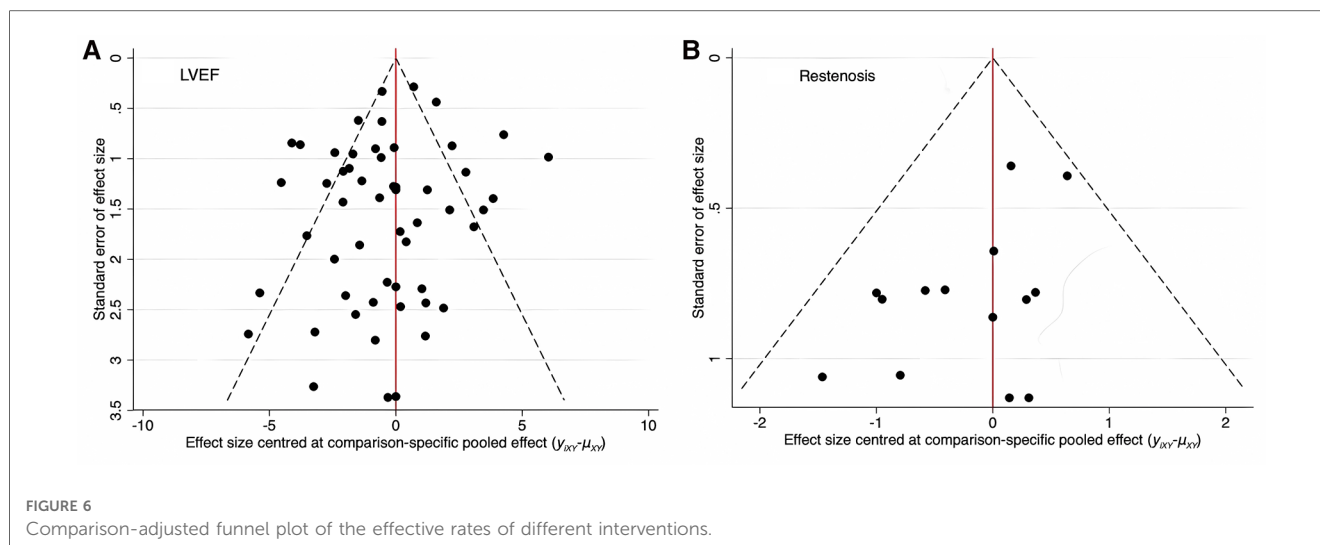 A
LVEF
Standard error of effect size
0
.5
1
1.5
2
2.5
3
3.5
-10
-5
0
5
10
Effect size centred at comparison-specific pooled effect (yiXY-μXY)
B
Restenosis
Standard error of effect size
0
.5
1
-2
-1
0
1
2
Effect size centred at comparison-specific pooled effect (yiXY-μXY)
FIGURE 6
Comparison-adjusted funnel plot of the effective rates of different interventions.